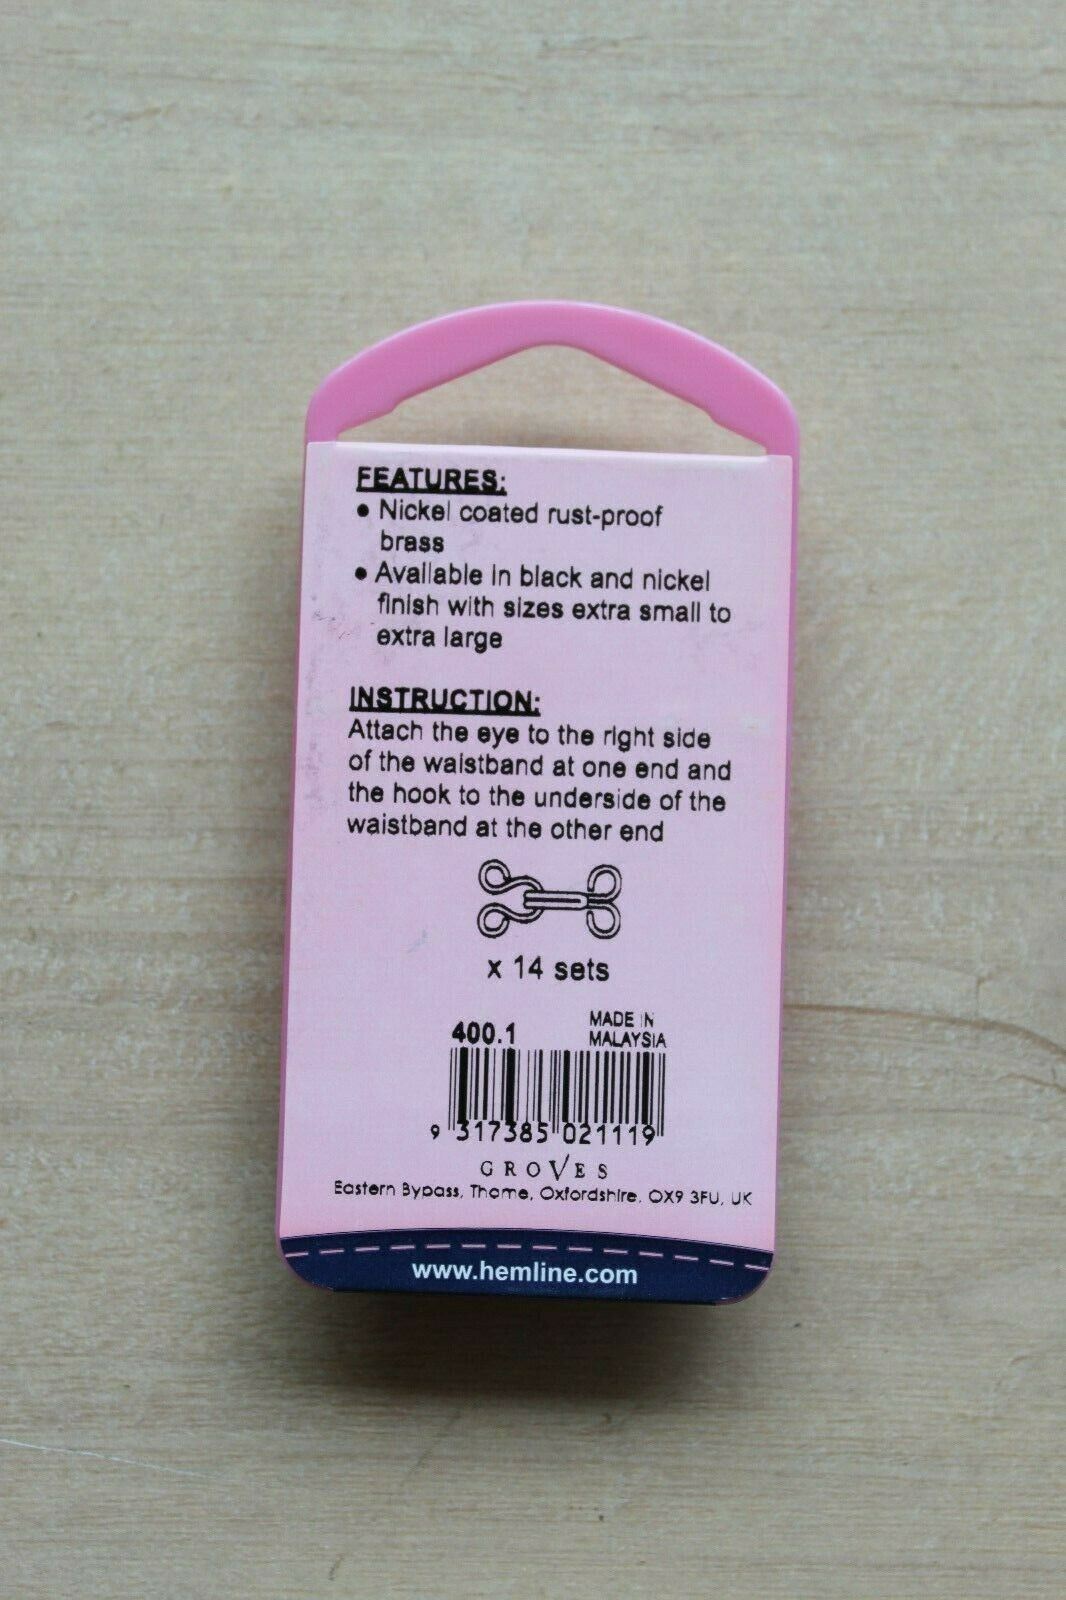 FEATURES:
• Nickel coated rust-proof
brass
• Available in black and nickel
finish with sizes extra small to
extra large
INSTRUCTION:
Attach the eye to the right side
of the waistband at one end and
the hook to the underside of the
waistband at the other end
x 14 sets
400.1
MADE IN
MALAYSIA
9 317385 021119
GROVES
Eastern Bypass, Thame, Oxfordshire, OX9 3FU, UK
www.hemline.com